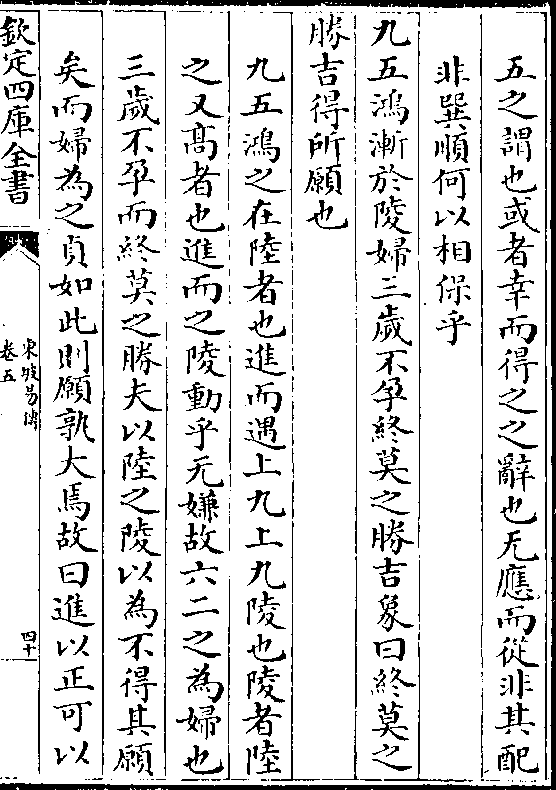 五之謂也或者幸而得之之辭也无應而從非其配
非巽順何以相保乎
九五鴻漸於陵婦三歲不孕終莫之勝吉象曰終莫之
勝吉得所願也
九五鴻之在陸者也進而遇上九上九陵也陵者陸
之又髙者也進而之陵動乎无嫌故六二之為婦也
三歲不孕而終莫之勝夫以陸之陵以為不得其願
矣而婦為之貞如此則願孰大焉故曰進以正可以
欽定四庫全書
東坡易傳
卷五
四十